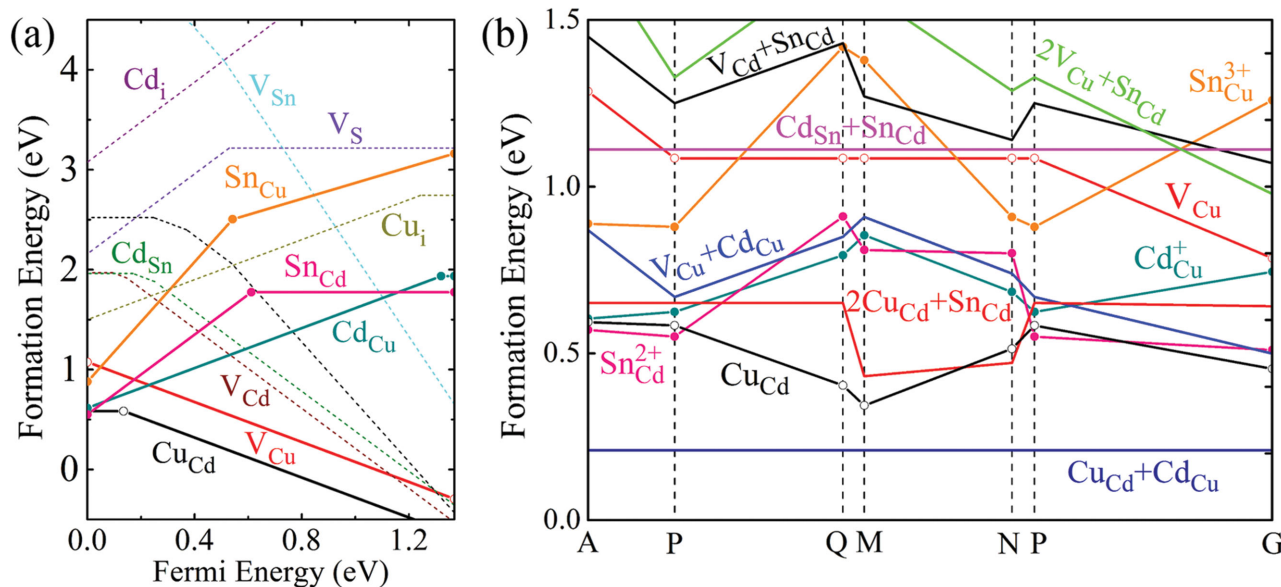 (a)
Formation Energy (eV)
4
3
2
1
0
Cd_i
V_Sn
V_S
Sn_Cu
Cu_i
Cd_Sn
Sn_Cd
Cd_Cu
V_Cd
V_Cu
Cu_Cd
0.0 0.4 0.8 1.2
Fermi Energy (eV)
(b)
Formation Energy (eV)
1.5
1.0
0.5
0.0
V_Cd+Sn_Cd
2V_Cu+Sn_Cd
Sn_Cu^3+
Cd_Sn+Sn_Cd
V_Cu
V_Cu+Cd_Cu
Cd_Cu^+
2Cu_Cd+Sn_Cd
Sn_Cd^2+
Cu_Cd
Cu_Cd+Cd_Cu
A P Q M N P G